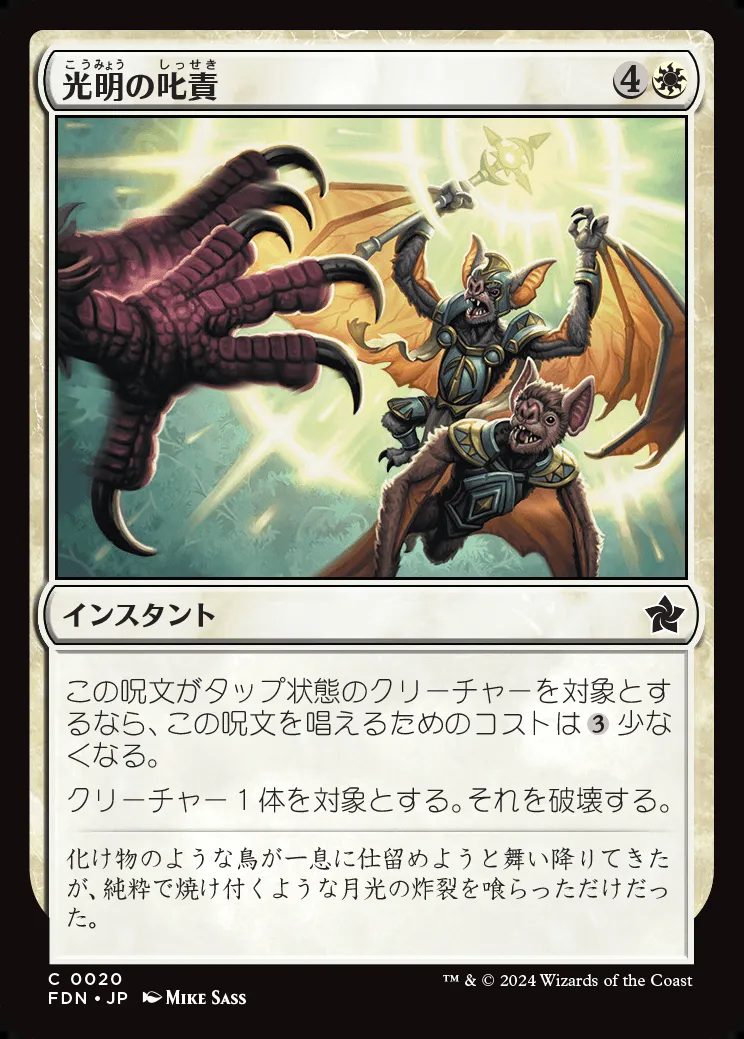 こうみょう しっせき
光明の叱責 4
インスタント
この呪文がタップ状態のクリーチャーを対象とす
るなら、この呪文を唱えるためのコストは 3 少な
くなる。
クリーチャー1体を対象とする。それを破壊する。
化け物のような鳥が一息に仕留めようと舞い降りてきた
が、純粋で焼け付くような月光の炸裂を喰らっただけだっ
た。
C 0020
FDN • JP Mike Sass
™ & © 2024 Wizards of the Coast